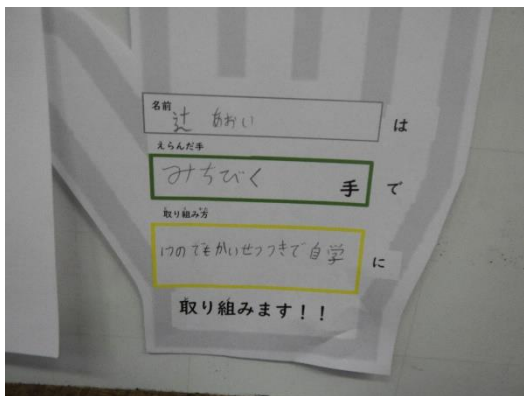 名前
辻 あおい
は
えらんだ手
みちびく
手 で
取り組み方
1つのでもかいせつつきで自学
に
取り組みます!!